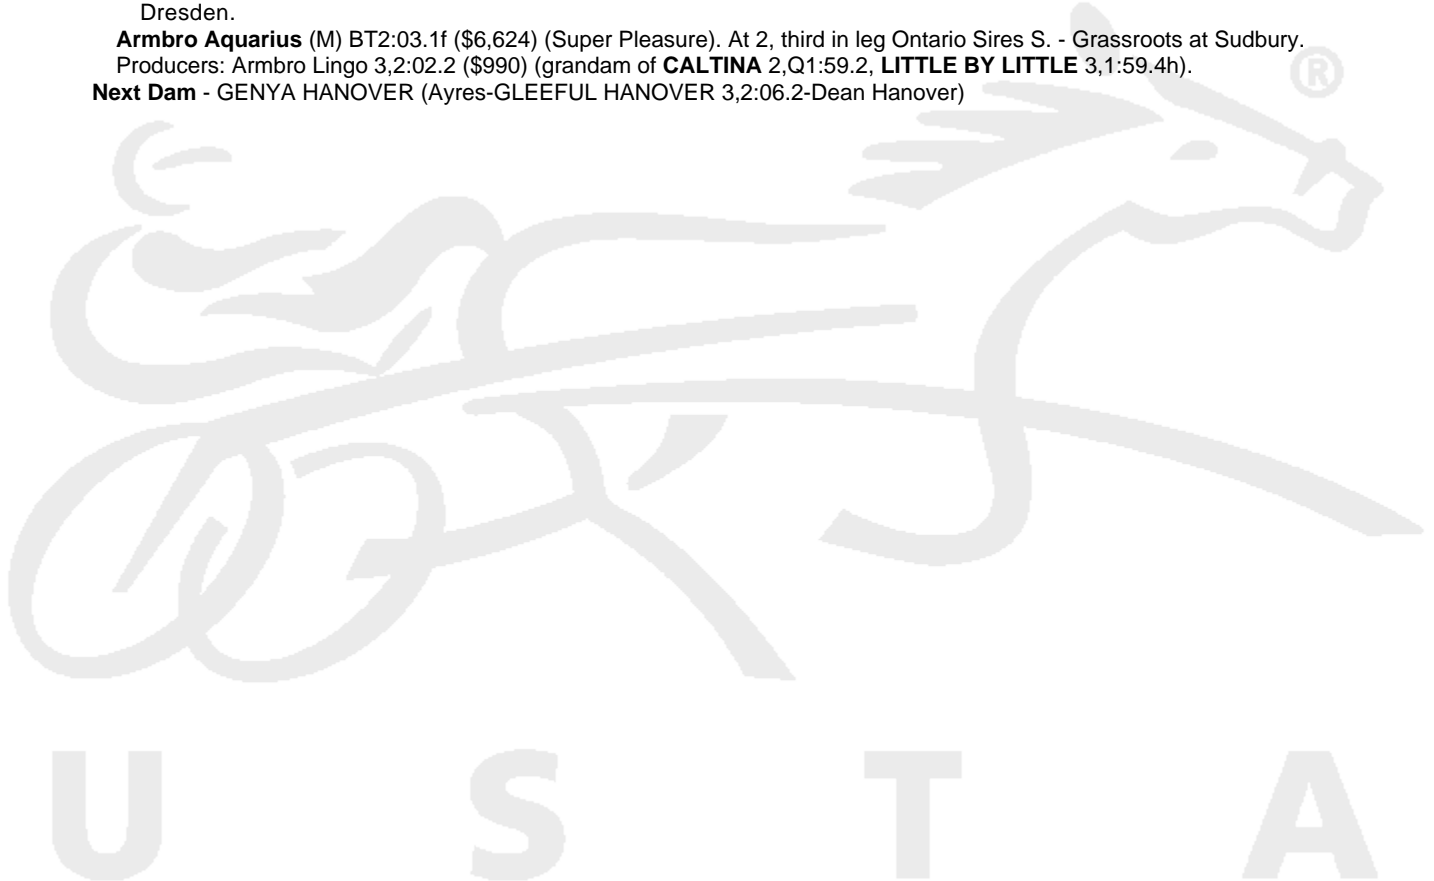 Dresden.
Armbro Aquarius (M) BT2:03.1f ($6,624) (Super Pleasure). At 2, third in leg Ontario Sires S. - Grassroots at Sudbury.
Producers: Armbro Lingo 3,2:02.2 ($990) (grandam of CALTINA 2,Q1:59.2, LITTLE BY LITTLE 3,1:59.4h).
Next Dam - GENYA HANOVER (Ayres-GLEEFUL HANOVER 3,2:06.2-Dean Hanover)
®
U S T A